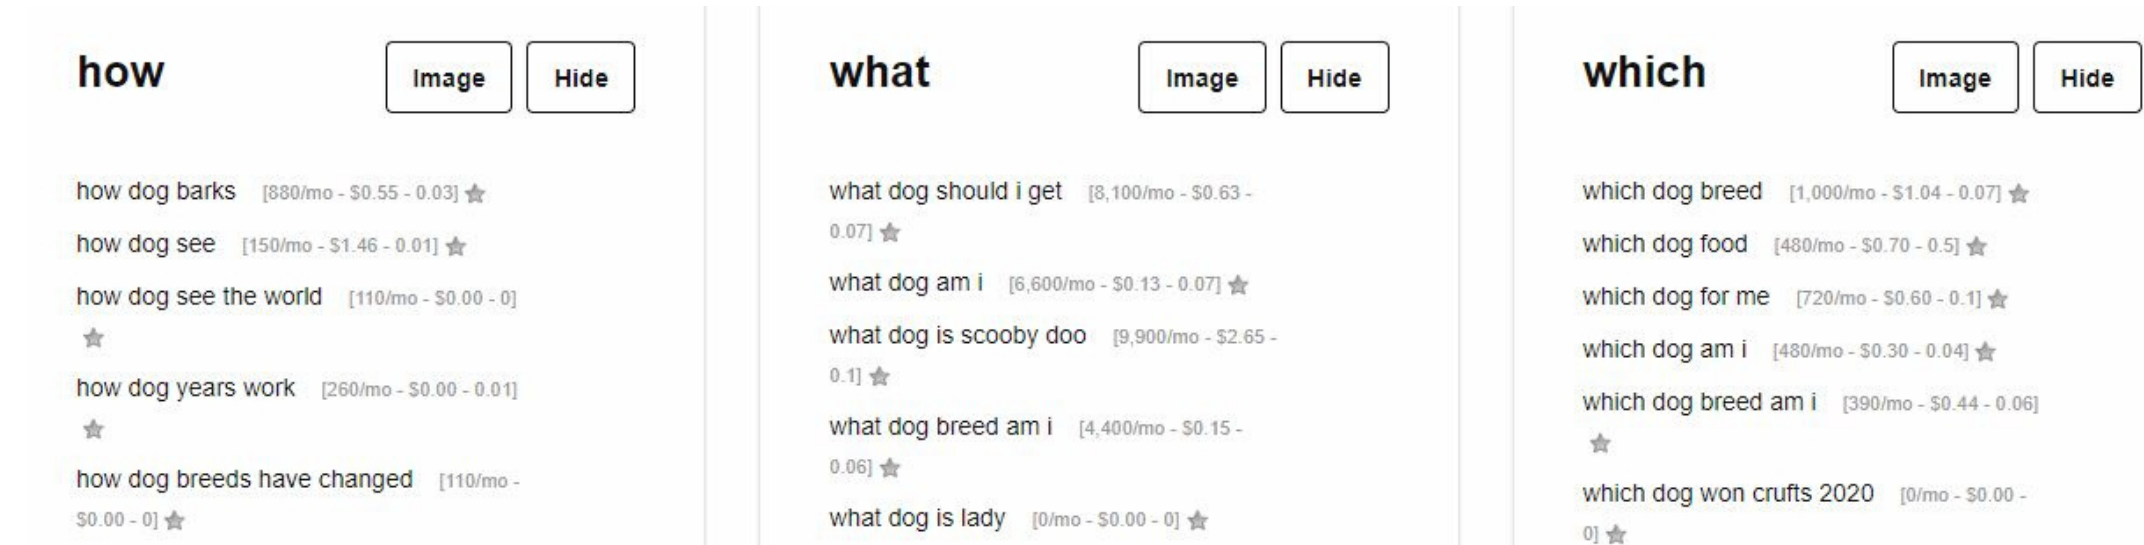 how
Image
Hide
how dog barks [880/mo - $0.55 - 0.03]
how dog see [150/mo - $1.46 - 0.01]
how dog see the world [110/mo - $0.00 - 0]
how dog years work [260/mo - $0.00 - 0.01]
how dog breeds have changed [110/mo -
$0.00 - 0]
what
Image
Hide
what dog should i get [8,100/mo - $0.63 -
0.07]
what dog am i [6,600/mo - $0.13 - 0.07]
what dog is scooby doo [9,900/mo - $2.65 -
0.1]
what dog breed am i [4,400/mo - $0.15 -
0.06]
what dog is lady [0/mo - $0.00 - 0]
which
Image
Hide
which dog breed [1,000/mo - $1.04 - 0.07]
which dog food [480/mo - $0.70 - 0.5]
which dog for me [720/mo - $0.60 - 0.1]
which dog am i [480/mo - $0.30 - 0.04]
which dog breed am i [390/mo - $0.44 - 0.06]
which dog won crufts 2020 [0/mo - $0.00 -
0]